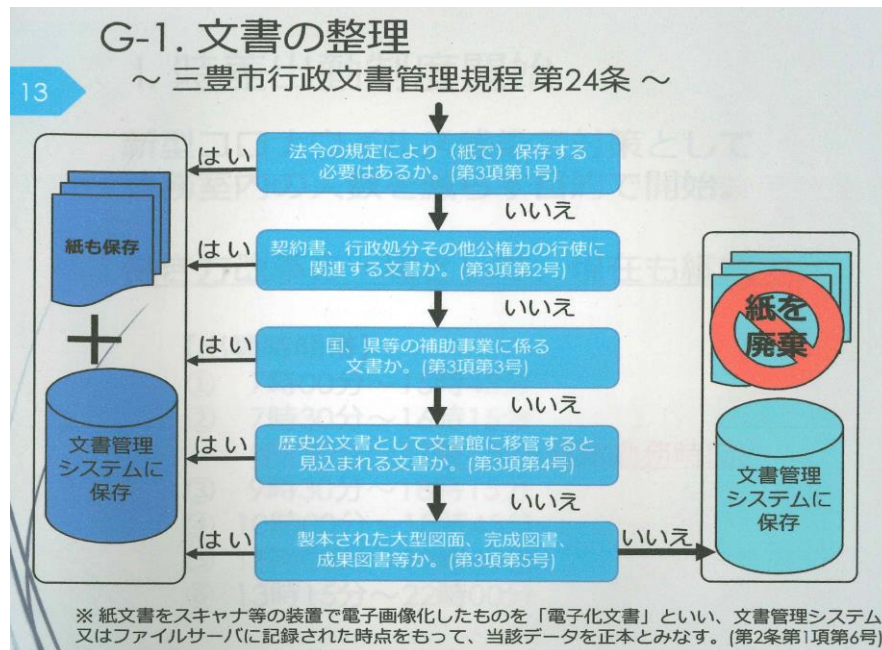 G-1. 文書の整理
～ 三豊市行政文書管理規程 第24条 ～
13
法令の規定により（紙で）保存する
必要はあるか。(第3項第1号)
はい
いいえ
契約書、行政処分その他公権力の行使に
関連する文書か。(第3項第2号)
はい
いいえ
国、県等の補助事業に係る
文書か。(第3項第3号)
はい
いいえ
歴史公文書として文書館に移管すると
見込まれる文書か。(第3項第4号)
はい
いいえ
製本された大型図面、完成図書、
成果図書等か。(第3項第5号)
はい
いいえ
紙も保存
＋
文書管理
システムに
保存
紙を
廃棄
文書管理
システムに
保存
※ 紙文書をスキャナ等の装置で電子画像化したものを「電子化文書」といい、文書管理システム
又はファイルサーバに記録された時点をもって、当該データを正本とみなす。(第2条第1項第6号)